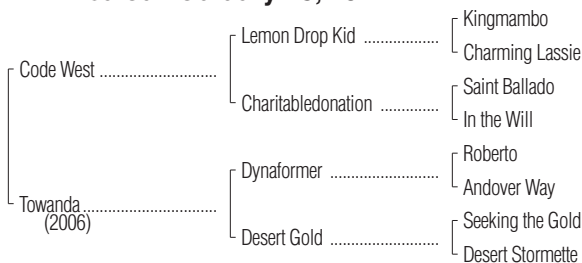 Kingmambo
Lemon Drop Kid ..................
Charming Lassie
Code West ............................
Saint Ballado
Charitabledonation ..............
In the Will
Roberto
Dynaformer .........................
Andover Way
Towanda ................................
(2006)
Seeking the Gold
Desert Gold .........................
Desert Stormette